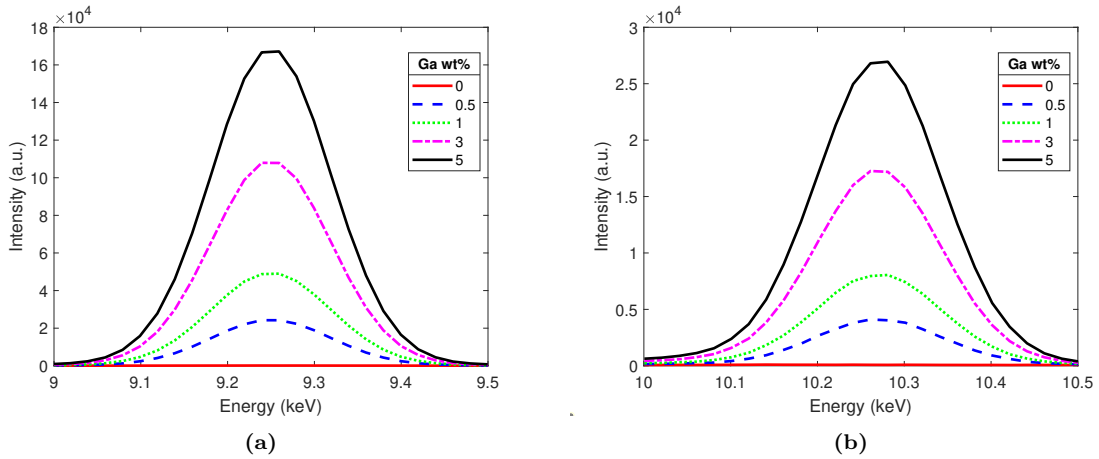 ×10⁴
18
16
14
12
10
8
6
4
2
0
Intensity (a.u.)
9 9.1 9.2 9.3 9.4 9.5
Energy (keV)
Ga wt%
0
0.5
1
3
5
(a)
×10⁴
3
2.5
2
1.5
1
0.5
0
Intensity (a.u.)
10 10.1 10.2 10.3 10.4 10.5
Energy (keV)
Ga wt%
0
0.5
1
3
5
(b)